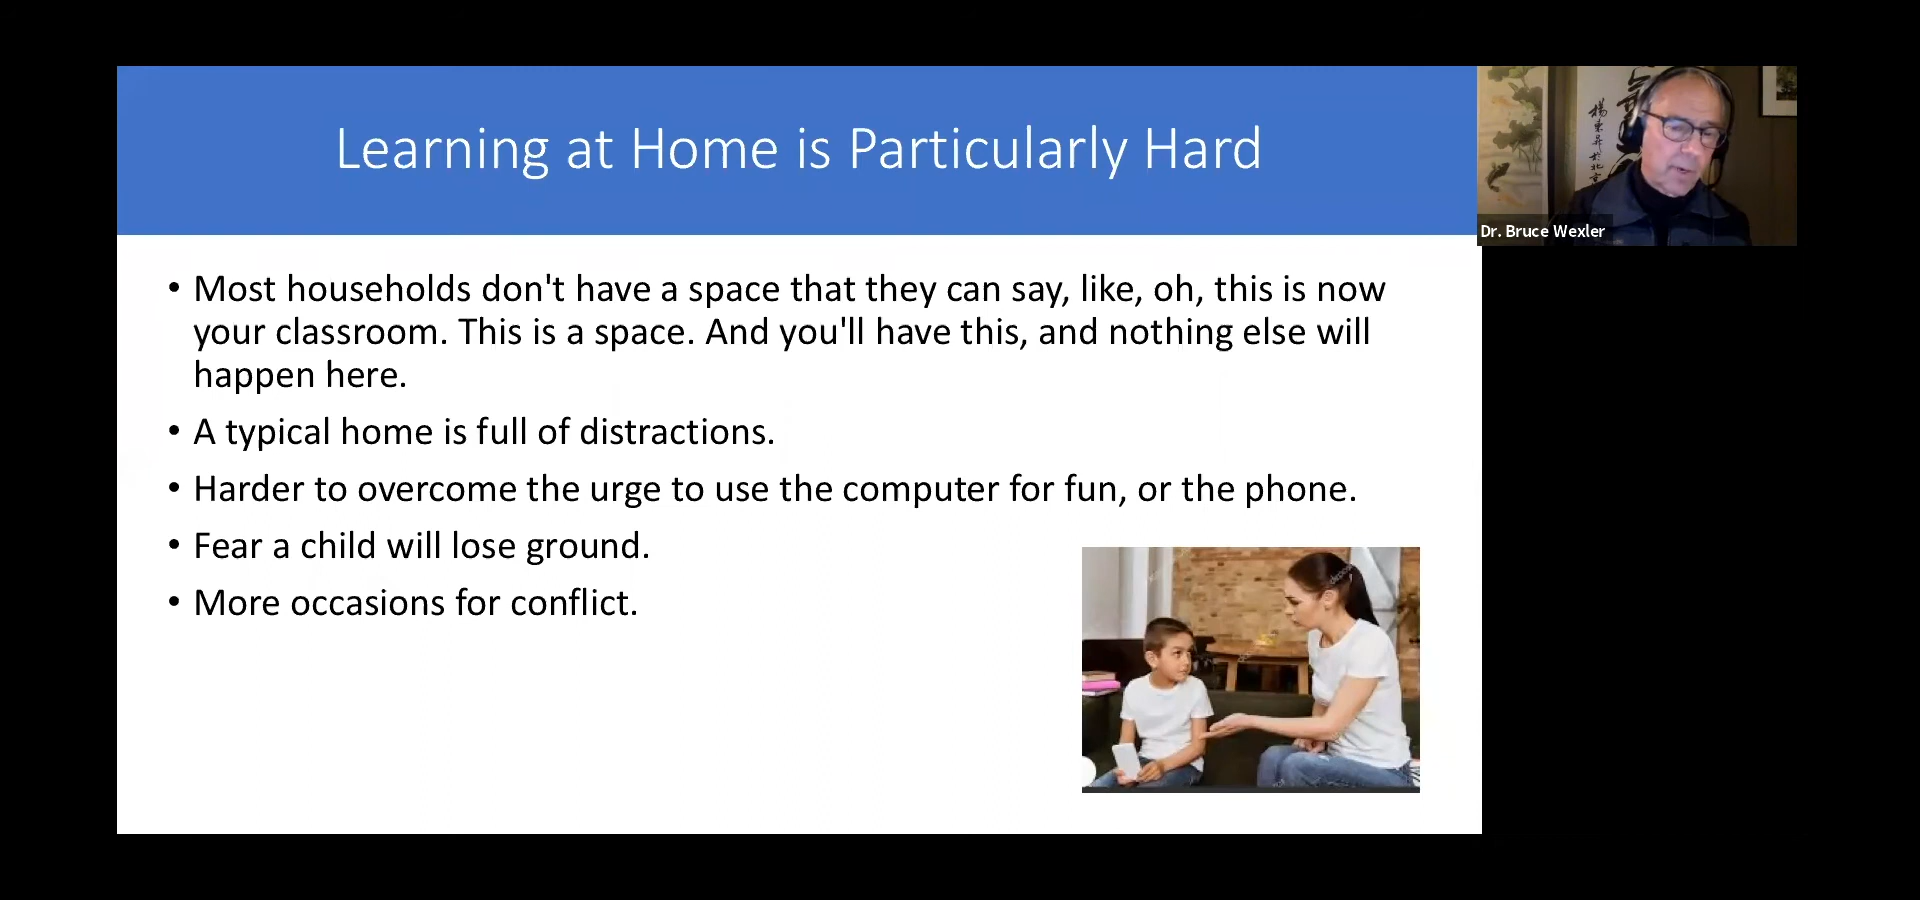 Learning at Home is Particularly Hard
Dr. Bruce Wexler
• Most households don't have a space that they can say, like, oh, this is now
your classroom. This is a space. And you'll have this, and nothing else will
happen here.
• A typical home is full of distractions.
• Harder to overcome the urge to use the computer for fun, or the phone.
• Fear a child will lose ground.
• More occasions for conflict.